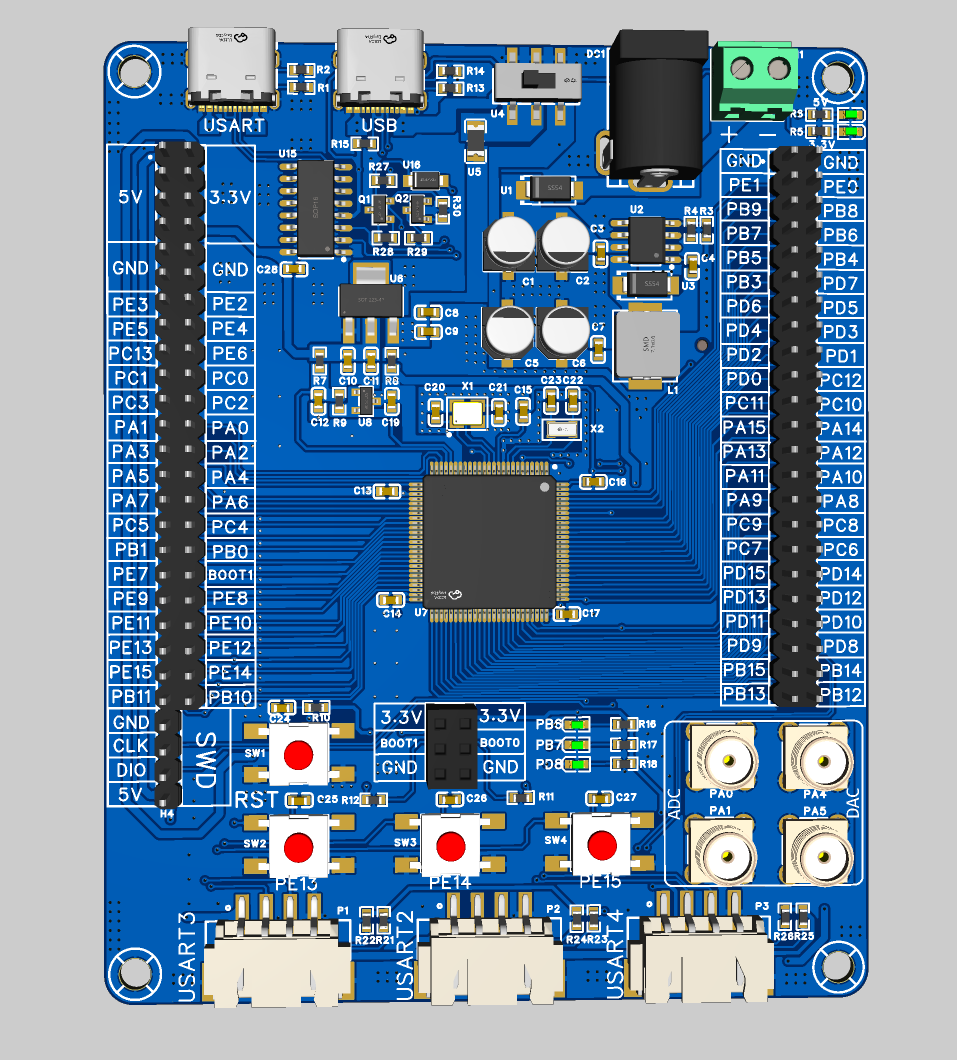 R2
R1
R14
R13
U4
DC1
USART
USB
R15
U5
+ -
5V
R5
U15
R27
U16
U1
5554
Q1
Q2
R30
SOP16
R28
R29
C28
U6
U2
R4
R3
C3
C4
C1
C2
5554
U3
C8
C9
C5
C6
C7
SMD
L1
R7
C10
C11
R8
C12
R9
U8
C19
C20
X1
C21
C15
C23
C22
X2
C13
C16
C14
U7
C17
5V 3.3V
GND GND
PE3 PE2
PE5 PE4
PC13 PE6
PC1 PC0
PC3 PC2
PA1 PA0
PA3 PA2
PA5 PA4
PA7 PA6
PC5 PC4
PB1 PB0
PE7 BOOT1
PE9 PE8
PE11 PE10
PE13 PE12
PE15 PE14
PB11 PB10
GND
CLK
DIO
5V
SWD
H4
GND GND
PE1 PE0
PB9 PB8
PB7 PB6
PB5 PB4
PB3 PD7
PD6 PD5
PD4 PD3
PD2 PD1
PD0 PC12
PC11 PC10
PA15 PA14
PA13 PA12
PA11 PA10
PA9 PA8
PC9 PC8
PC7 PC6
PD15 PD14
PD13 PD12
PD11 PD10
PD9 PD8
PB15 PB14
PB13 PB12
C24
R10
SW1
RST
3.3V 3.3V
BOOT1 BOOT0
GND GND
R16
PB7
R17
R18
C25
R12
C26
R11
C27
SW2
PE13
SW3
PE14
SW4
PE15
ADC
PA0
PA4
PA1
PA5
DAC
USART3
P1
R22
R21
USART2
P2
R24
R23
USART4
P3
R26
R25